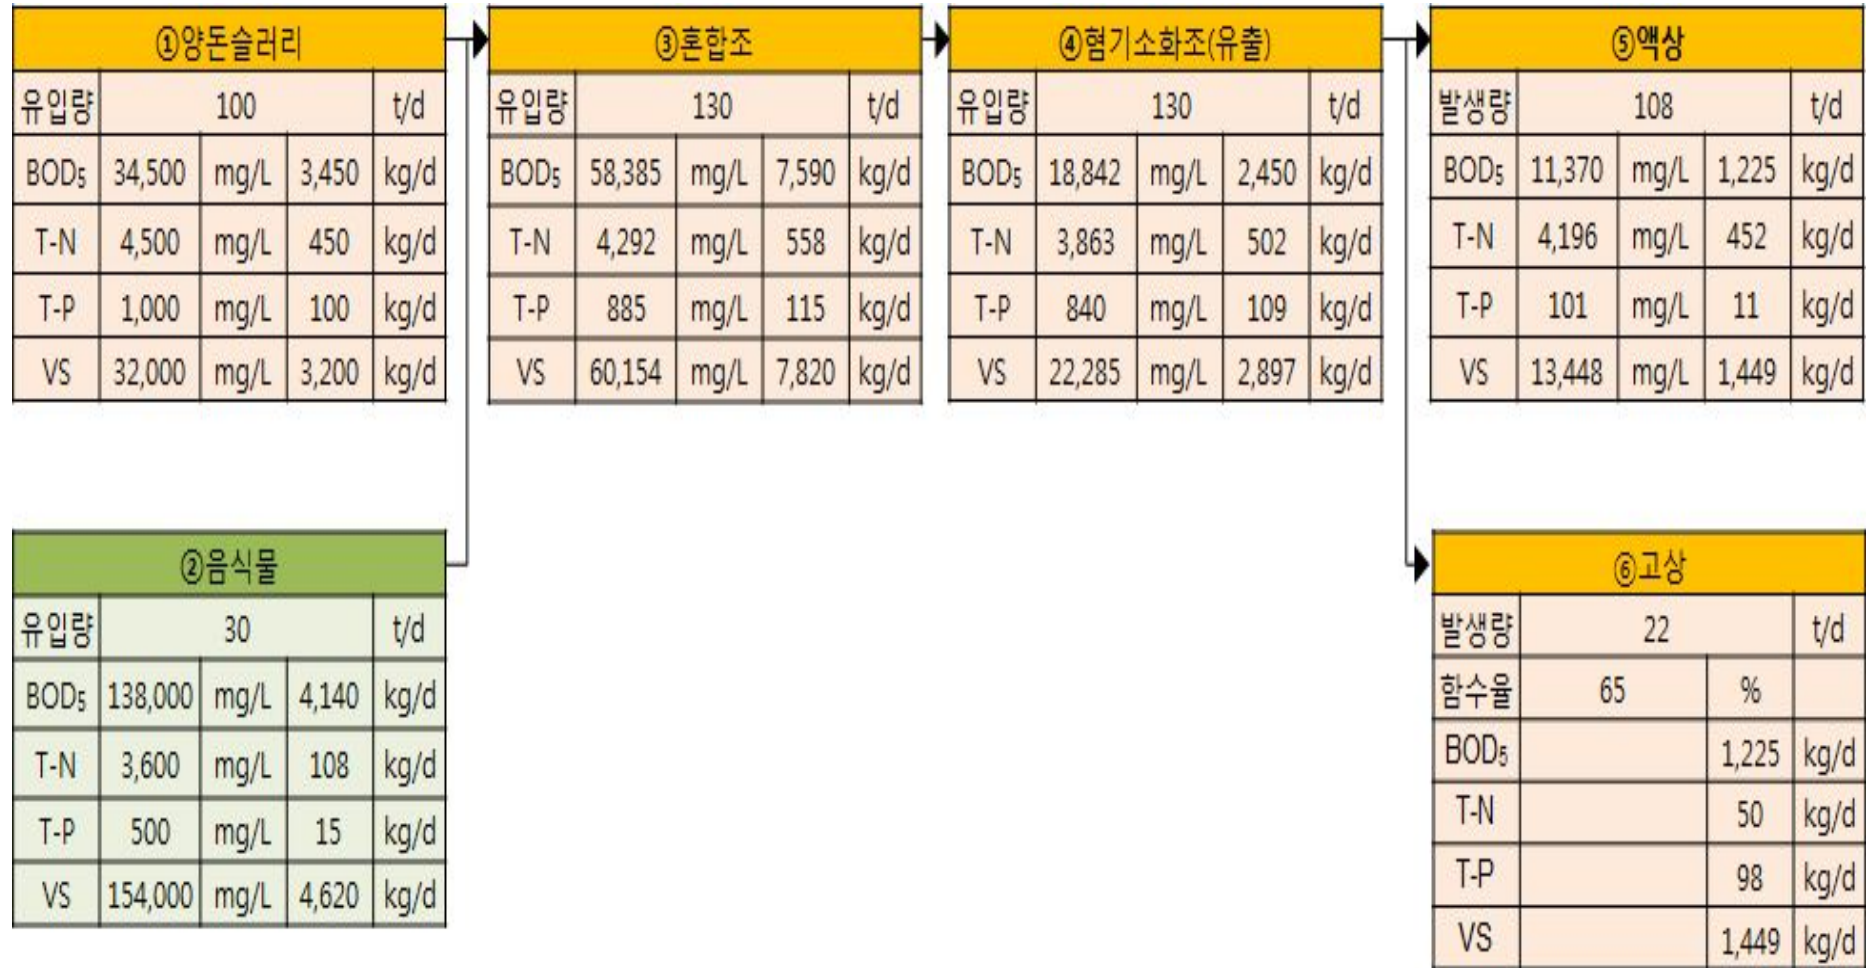 ①양돈슬러리
유입량 100 t/d
BOD₅ 34,500 mg/L 3,450 kg/d
T-N 4,500 mg/L 450 kg/d
T-P 1,000 mg/L 100 kg/d
VS 32,000 mg/L 3,200 kg/d
②음식물
유입량 30 t/d
BOD₅ 138,000 mg/L 4,140 kg/d
T-N 3,600 mg/L 108 kg/d
T-P 500 mg/L 15 kg/d
VS 154,000 mg/L 4,620 kg/d
③혼합조
유입량 130 t/d
BOD₅ 58,385 mg/L 7,590 kg/d
T-N 4,292 mg/L 558 kg/d
T-P 885 mg/L 115 kg/d
VS 60,154 mg/L 7,820 kg/d
④혐기소화조(유출)
유입량 130 t/d
BOD₅ 18,842 mg/L 2,450 kg/d
T-N 3,863 mg/L 502 kg/d
T-P 840 mg/L 109 kg/d
VS 22,285 mg/L 2,897 kg/d
⑤액상
발생량 108 t/d
BOD₅ 11,370 mg/L 1,225 kg/d
T-N 4,196 mg/L 452 kg/d
T-P 101 mg/L 11 kg/d
VS 13,448 mg/L 1,449 kg/d
⑥고상
발생량 22 t/d
함수율 65 %
BOD₅ 1,225 kg/d
T-N 50 kg/d
T-P 98 kg/d
VS 1,449 kg/d